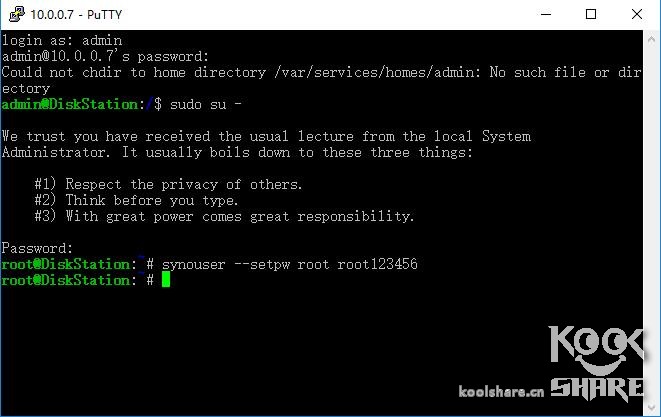 10.0.0.7 - PuTTY
login as: admin
admin@10.0.0.7's password:
Could not chdir to home directory /var/services/homes/admin: No such file or dir
ectory
admin@DiskStation:/$ sudo su -
We trust you have received the usual lecture from the local System
Administrator. It usually boils down to these three things:
#1) Respect the privacy of others.
#2) Think before you type.
#3) With great power comes great responsibility.
Password:
root@DiskStation:~# synouser --setpw root root123456
root@DiskStation:~#
KOOL
SHARE
koolshare.cn